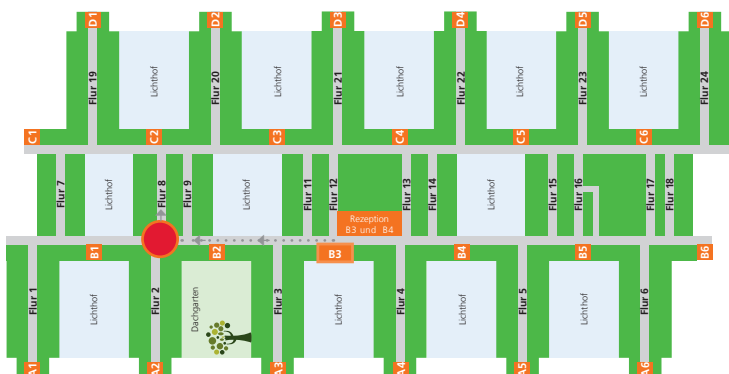 D1
D2
D3
D4
D5
D6
Flur 19
Lichthof
Flur 20
Lichthof
Flur 21
Lichthof
Flur 22
Lichthof
Flur 23
Lichthof
Flur 24
C1
C2
C3
C4
C5
C6
Flur 7
Lichthof
Flur 8
Flur 9
Lichthof
Flur 11
Flur 12
Flur 13
Flur 14
Lichthof
Flur 15
Flur 16
Flur 17
Flur 18
Rezeption
B3 und B4
B1
B2
B3
B4
B5
B6
Flur 1
Lichthof
Flur 2
Dachgarten
Flur 3
Lichthof
Flur 4
Lichthof
Flur 5
Lichthof
Flur 6
A1
A2
A3
A4
A5
A6